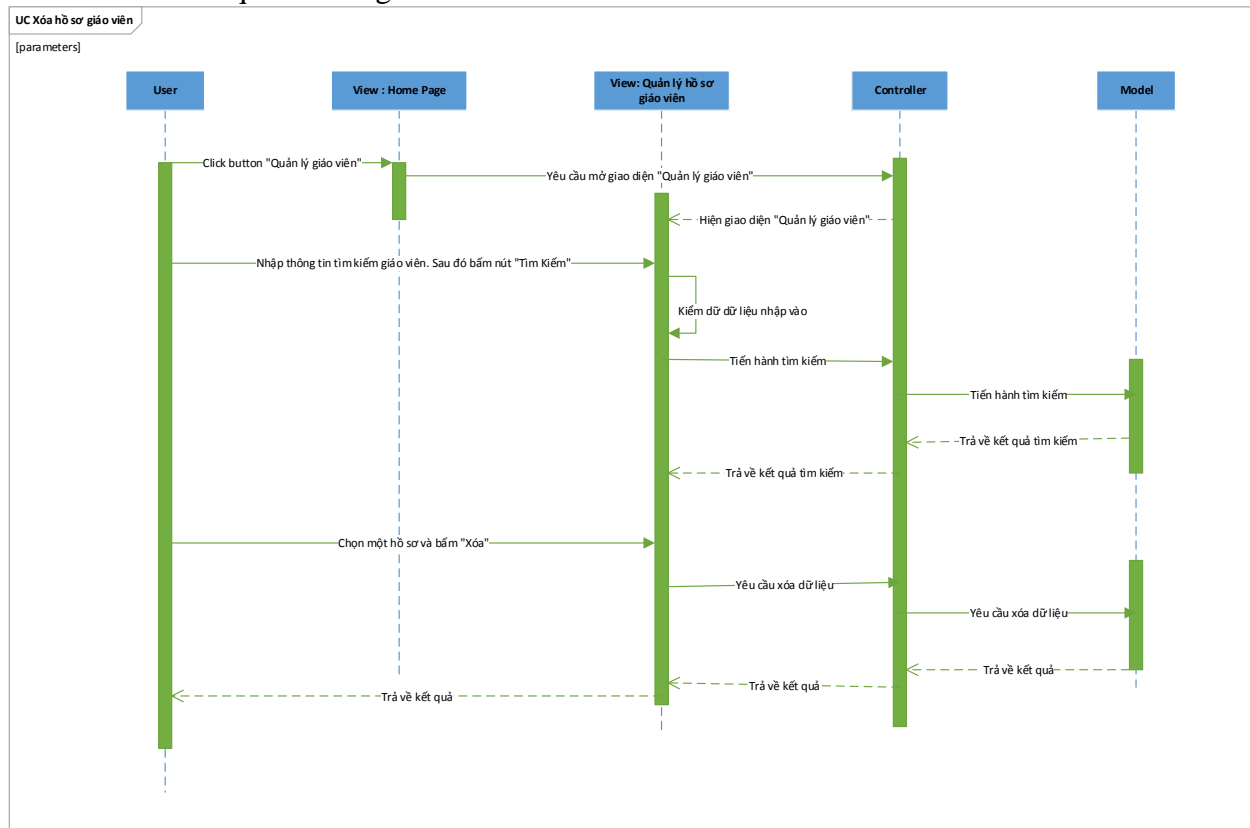 UC Xóa hồ sơ giáo viên
[parameters]
User
View : Home Page
View: Quản lý hồ sơ
giáo viên
Controller
Model
Click button "Quản lý giáo viên"
Yêu cầu mở giao diện "Quản lý giáo viên"
Hiện giao diện "Quản lý giáo viên"
Nhập thông tin tìm kiếm giáo viên. Sau đó bấm nút "Tìm Kiếm"
Kiểm dữ dữ liệu nhập vào
Tiến hành tìm kiếm
Tiến hành tìm kiếm
Trả về kết quả tìm kiếm
Trả về kết quả tìm kiếm
Chọn một hồ sơ và bấm "Xóa"
Yêu cầu xóa dữ liệu
Yêu cầu xóa dữ liệu
Trả về kết quả
Trả về kết quả
Trả về kết quả